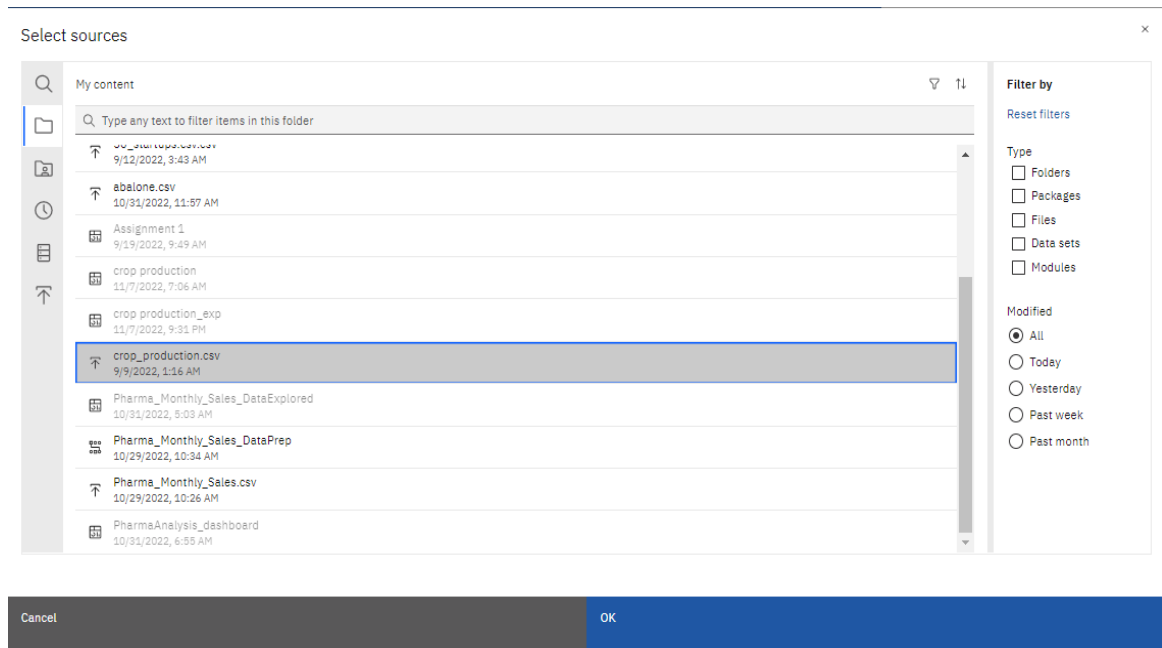 Select sources
My content
Type any text to filter items in this folder
9/12/2022, 3:43 AM
abalone.csv
10/31/2022, 11:57 AM
Assignment 1
9/19/2022, 9:49 AM
crop production
11/7/2022, 7:06 AM
crop production_exp
11/7/2022, 9:31 PM
crop_production.csv
9/9/2022, 1:16 AM
Pharma_Monthly_Sales_DataExplored
10/31/2022, 5:03 AM
Pharma_Monthly_Sales_DataPrep
10/29/2022, 10:34 AM
Pharma_Monthly_Sales.csv
10/29/2022, 10:26 AM
PharmaAnalysis_dashboard
10/31/2022, 6:55 AM
Filter by
Reset filters
Type
Folders
Packages
Files
Data sets
Modules
Modified
All
Today
Yesterday
Past week
Past month
Cancel
OK